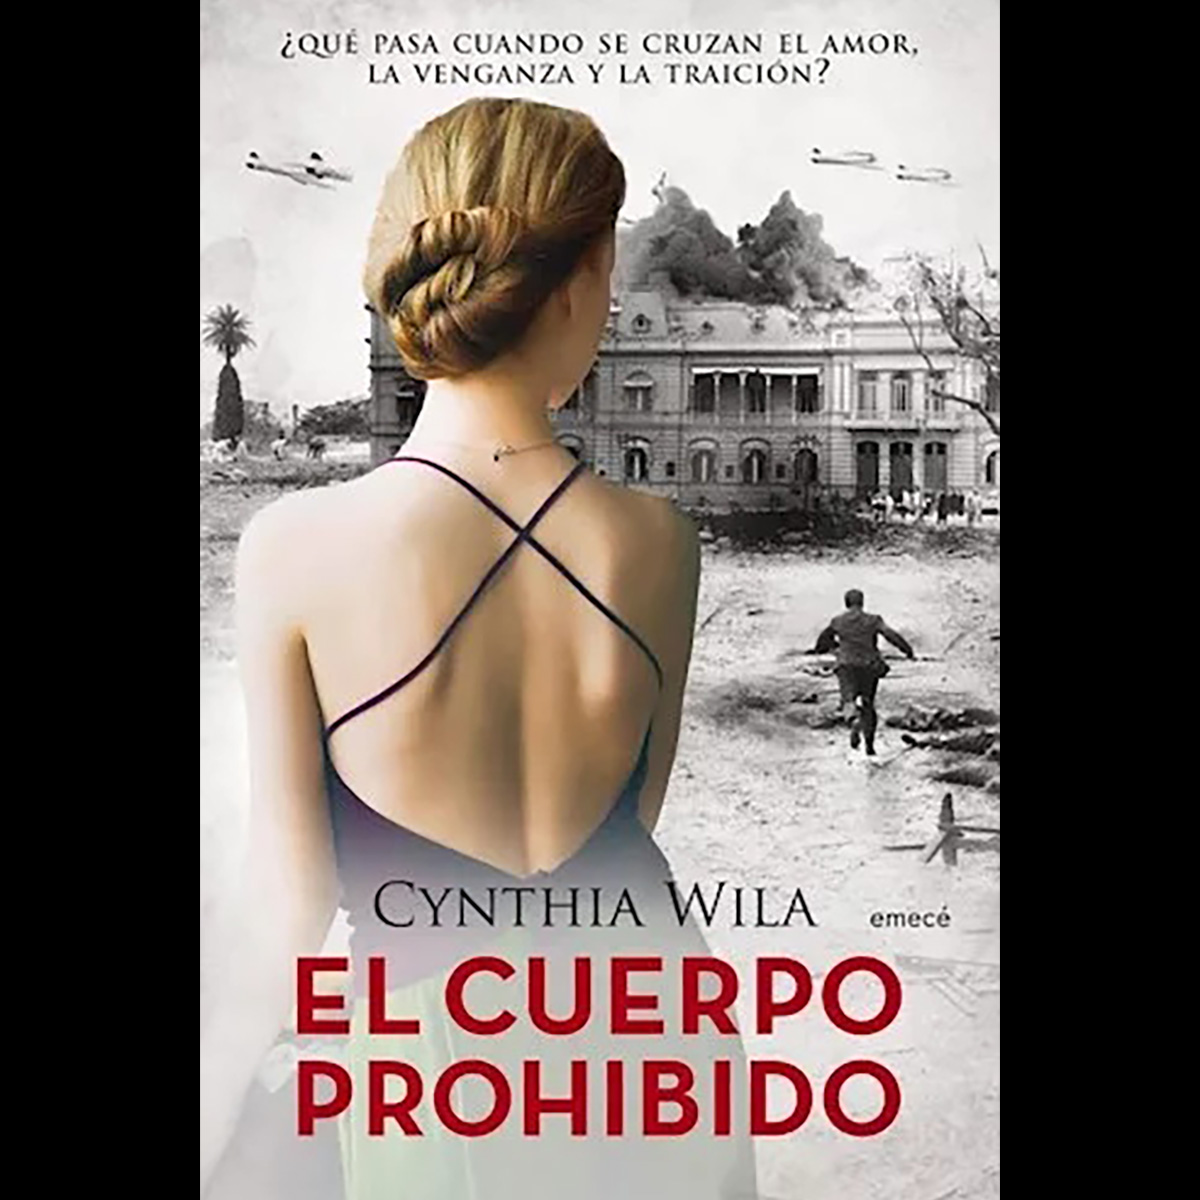 ¿QUÉ PASA CUANDO SE CRUZAN EL AMOR,
LA VENGANZA Y LA TRAICIÓN?
CYNTHIA WILA
emecé
EL CUERPO
PROHIBIDO